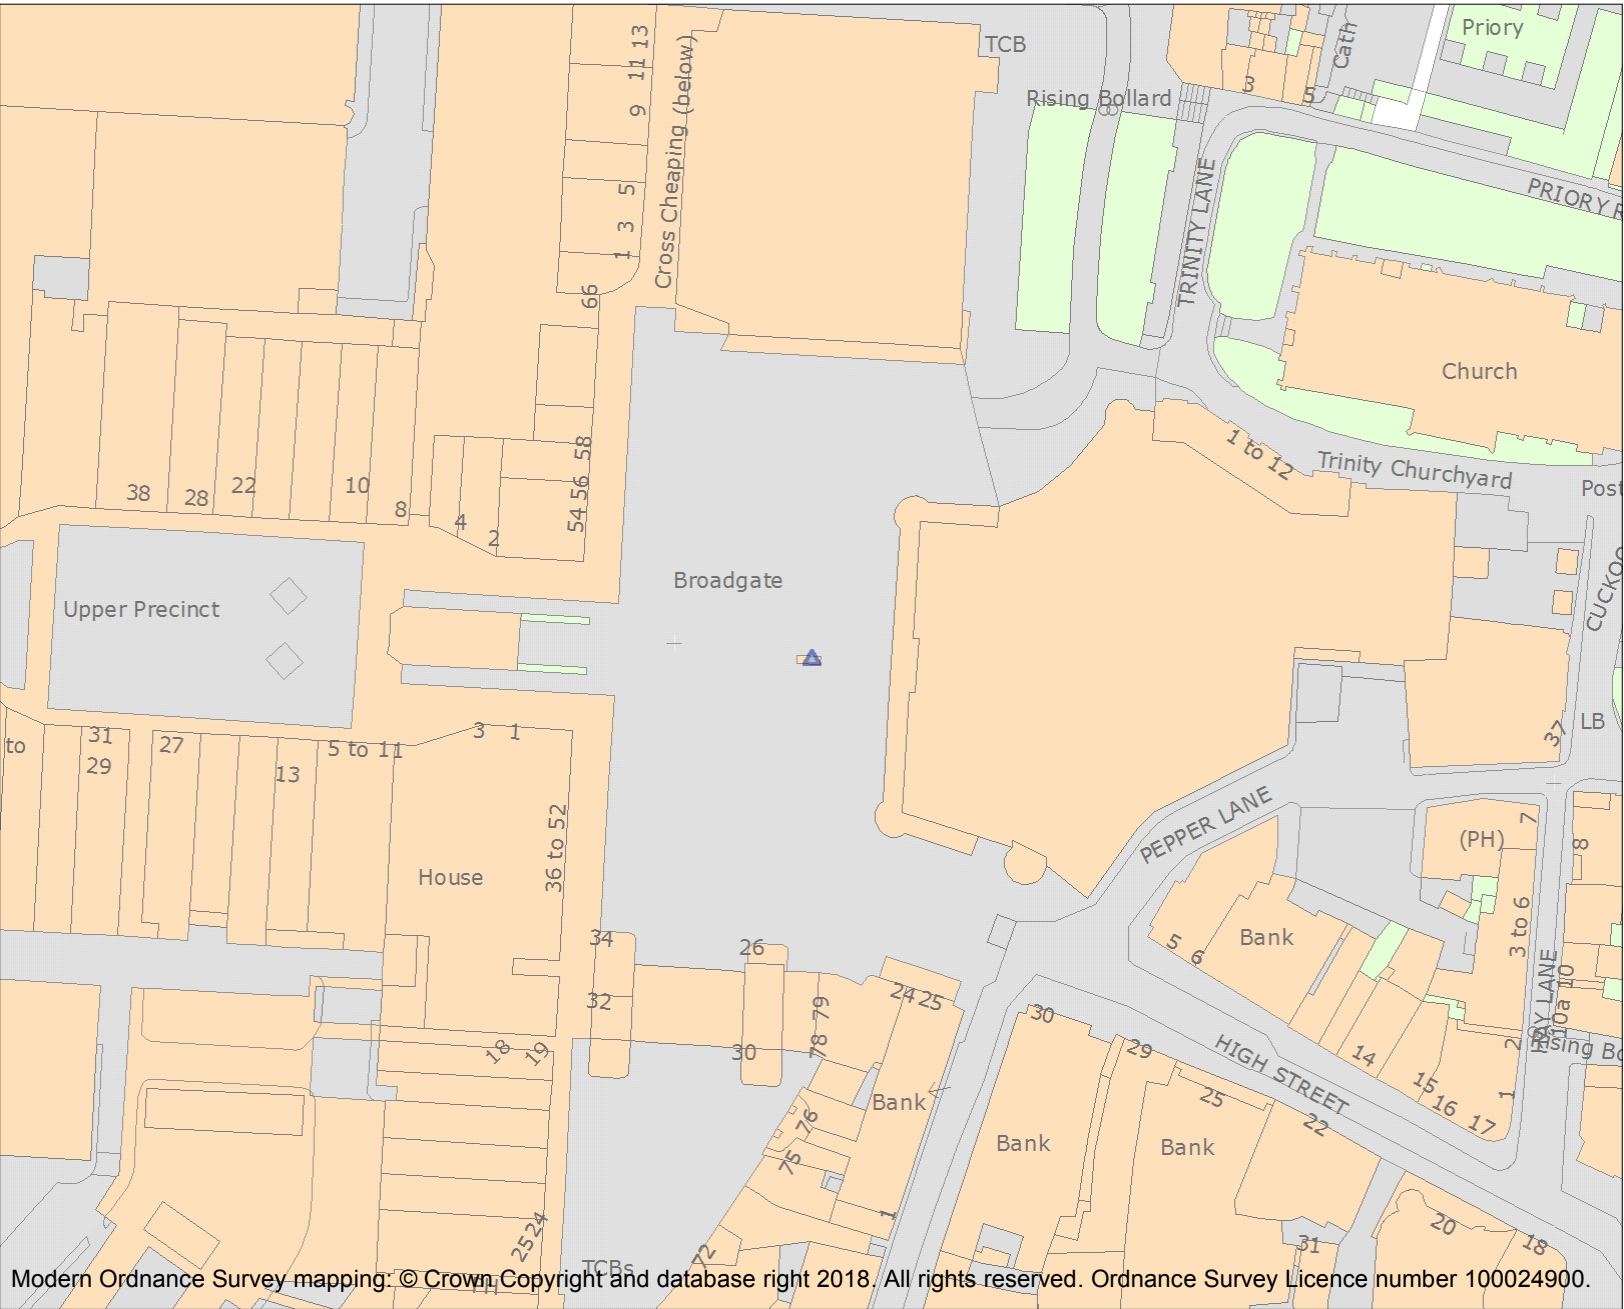 TCB
Priory
Cath
13
11
9
5
3
1
66
Cross Cheaping (below)
Rising Bollard
3
5
TRINITY LANE
PRIORY R
Church
1 to 12
Trinity Churchyard
Post
CUCKOO
38
28
22
10
8
4
2
58
56
54
Broadgate
Upper Precinct
to
31
29
27
13
5 to 11
3
1
36 to 52
House
LB
37
PEPPER LANE
(PH)
7
8
3 to 6
5
6
Bank
34
32
26
30
24
25
79
78
76
75
72
1
Bank
30
29
Bank
Bank
25
22
HIGH STREET
14
15
16
17
1
2
HAY LANE
10a
10
Rising Bo
18
19
24
25
TCBs
PH
31
20
18
Modern Ordnance Survey mapping: © Crown Copyright and database right 2018. All rights reserved. Ordnance Survey Licence number 100024900.